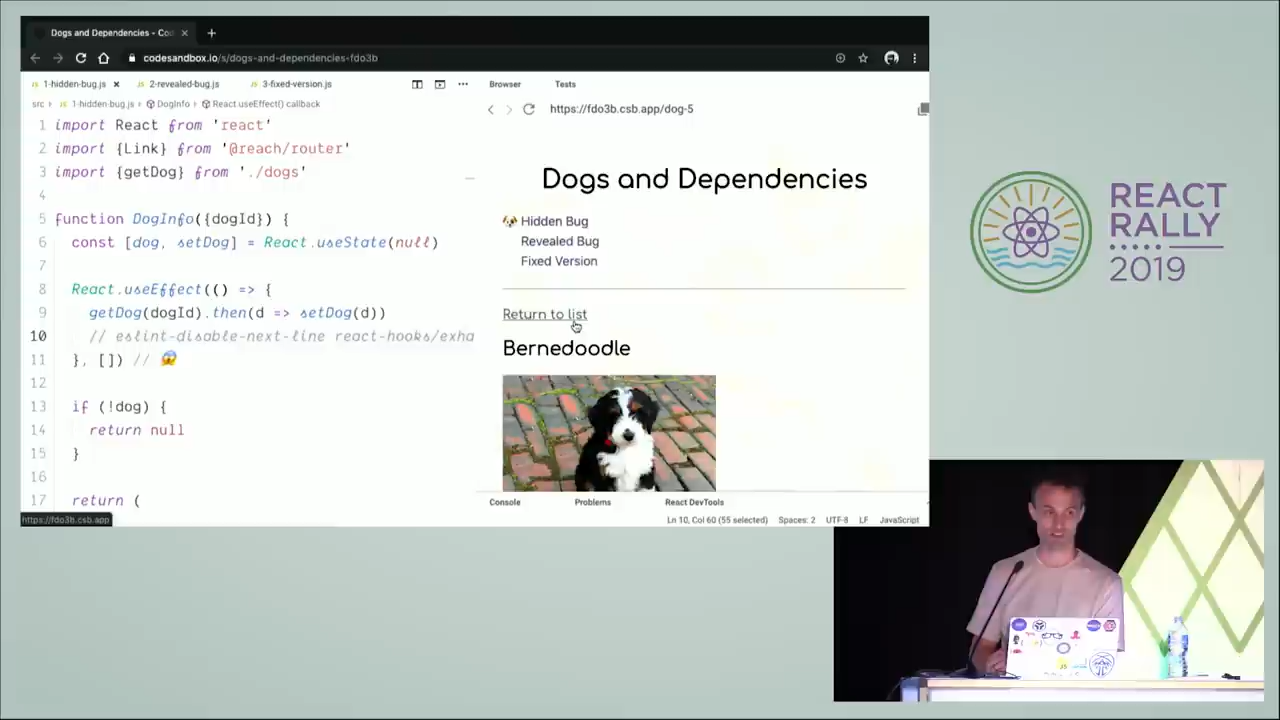 Dogs and Dependencies - Co
codesandbox.io/s/dogs-and-dependencies-fdo3b
1-hidden-bug.js
2-revealed-bug.js
3-fixed-version.js
src
1-hidden-bug.js
DogInfo
React.useEffect() callback
1 import React from 'react'
2 import {Link} from '@reach/router'
3 import {getDog} from './dogs'
4
5 function DogInfo({dogId}) {
6 const [dog, setDog] = React.useState(null)
7
8 React.useEffect(() => {
9 getDog(dogId).then(d => setDog(d))
10 // eslint-disable-next-line react-hooks/exha
11 }, []) // 😱
12
13 if (!dog) {
14 return null
15 }
16
17 return (
https://fdo3b.csb.app
Browser
Tests
https://fdo3b.csb.app/dog-5
Dogs and Dependencies
🐶 Hidden Bug
Revealed Bug
Fixed Version
Return to list
Bernedoodle
Console
Problems
React DevTools
Ln 10, Col 60 (55 selected)
Spaces: 2
UTF-8
LF
JavaScript
REACT
RALLY
2019